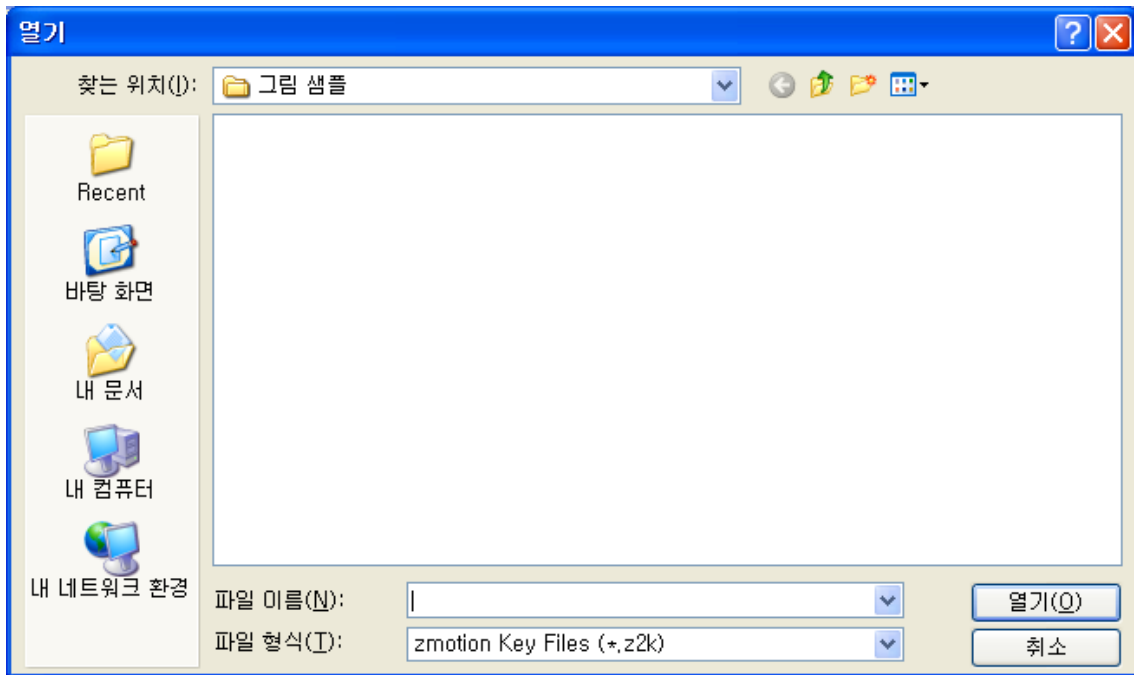 열기
찾는 위치(I):
그림 샘플
Recent
바탕 화면
내 문서
내 컴퓨터
내 네트워크 환경
파일 이름(N):
열기(O)
파일 형식(T):
zmotion Key Files (*.z2k)
취소